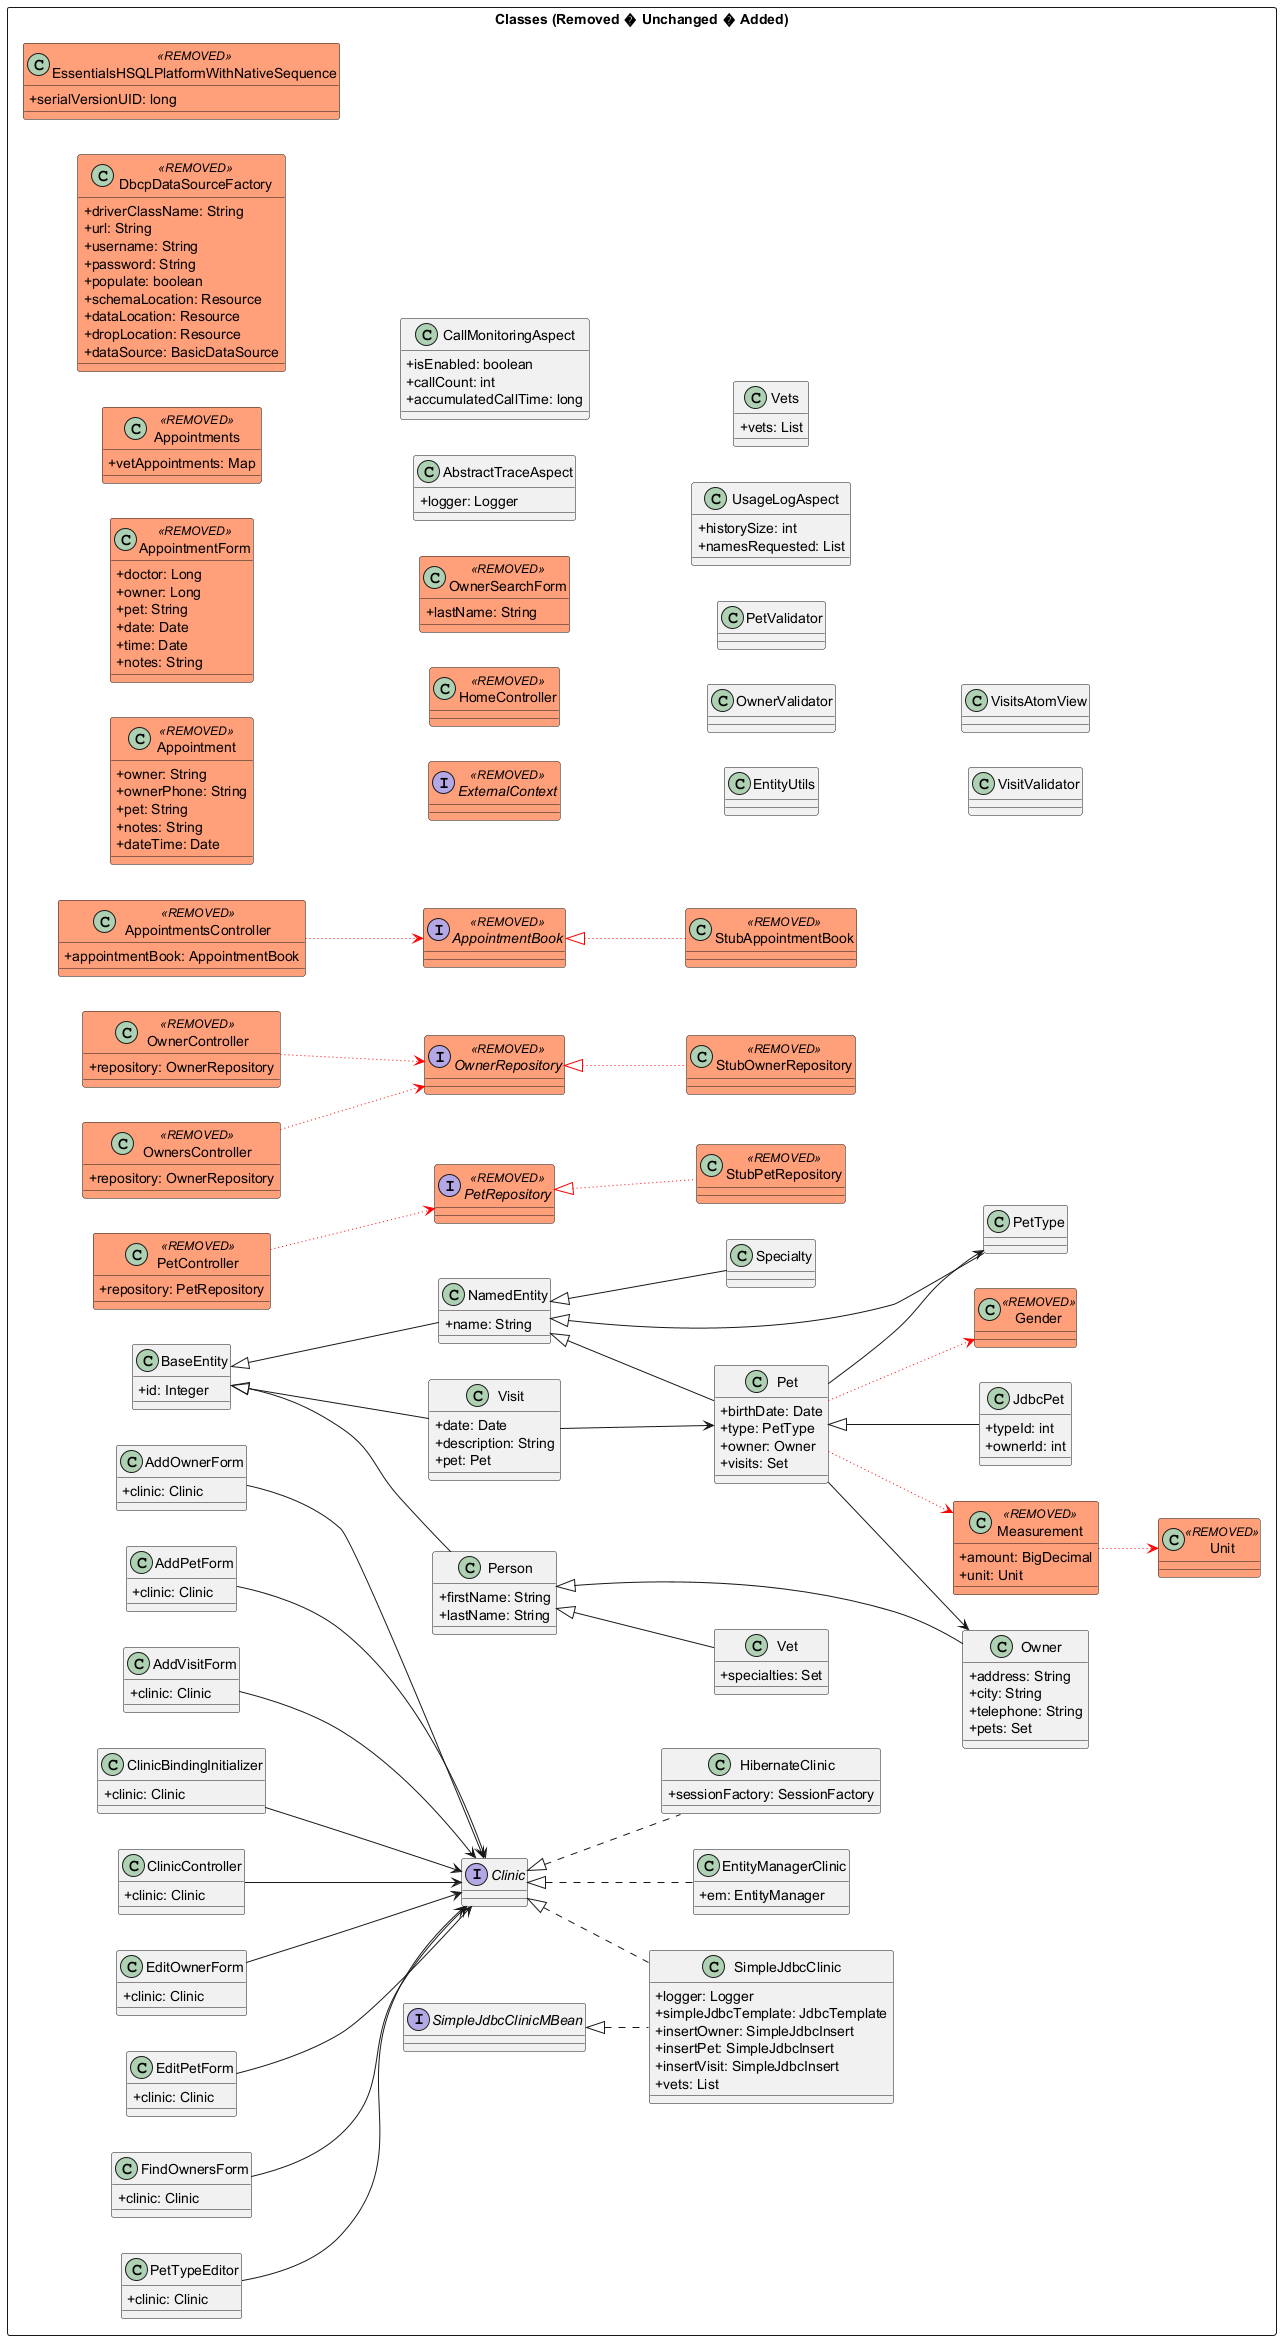 Classes (Removed � Unchanged � Added)
«REMOVED»
EssentialsHSQLPlatformWithNativeSequence
+serialVersionUID: long
«REMOVED»
DbcpDataSourceFactory
+driverClassName: String
+url: String
+username: String
+password: String
+populate: boolean
+schemaLocation: Resource
+dataLocation: Resource
+dropLocation: Resource
+dataSource: BasicDataSource
«REMOVED»
Appointments
+vetAppointments: Map
«REMOVED»
AppointmentForm
+doctor: Long
+owner: Long
+pet: String
+date: Date
+time: Date
+notes: String
«REMOVED»
Appointment
+owner: String
+ownerPhone: String
+pet: String
+notes: String
+dateTime: Date
CallMonitoringAspect
+isEnabled: boolean
+callCount: int
+accumulatedCallTime: long
AbstractTraceAspect
+logger: Logger
«REMOVED»
OwnerSearchForm
+lastName: String
«REMOVED»
HomeController
«REMOVED»
ExternalContext
Vets
+vets: List
UsageLogAspect
+historySize: int
+namesRequested: List
PetValidator
OwnerValidator
EntityUtils
VisitsAtomView
VisitValidator
«REMOVED»
AppointmentsController
+appointmentBook: AppointmentBook
«REMOVED»
AppointmentBook
«REMOVED»
StubAppointmentBook
«REMOVED»
OwnerController
+repository: OwnerRepository
«REMOVED»
OwnerRepository
«REMOVED»
StubOwnerRepository
«REMOVED»
OwnersController
+repository: OwnerRepository
«REMOVED»
PetRepository
«REMOVED»
StubPetRepository
«REMOVED»
PetController
+repository: PetRepository
PetType
Specialty
NamedEntity
+name: String
«REMOVED»
Gender
BaseEntity
+id: Integer
Visit
+date: Date
+description: String
+pet: Pet
Pet
+birthDate: Date
+type: PetType
+owner: Owner
+visits: Set
JdbcPet
+typeId: int
+ownerId: int
«REMOVED»
Measurement
+amount: BigDecimal
+unit: Unit
«REMOVED»
Unit
AddOwnerForm
+clinic: Clinic
AddPetForm
+clinic: Clinic
Person
+firstName: String
+lastName: String
Vet
+specialties: Set
Owner
+address: String
+city: String
+telephone: String
+pets: Set
AddVisitForm
+clinic: Clinic
ClinicBindingInitializer
+clinic: Clinic
ClinicController
+clinic: Clinic
Clinic
HibernateClinic
+sessionFactory: SessionFactory
EntityManagerClinic
+em: EntityManager
EditOwnerForm
+clinic: Clinic
SimpleJdbcClinicMBean
SimpleJdbcClinic
+logger: Logger
+simpleJdbcTemplate: JdbcTemplate
+insertOwner: SimpleJdbcInsert
+insertPet: SimpleJdbcInsert
+insertVisit: SimpleJdbcInsert
+vets: List
EditPetForm
+clinic: Clinic
FindOwnersForm
+clinic: Clinic
PetTypeEditor
+clinic: Clinic